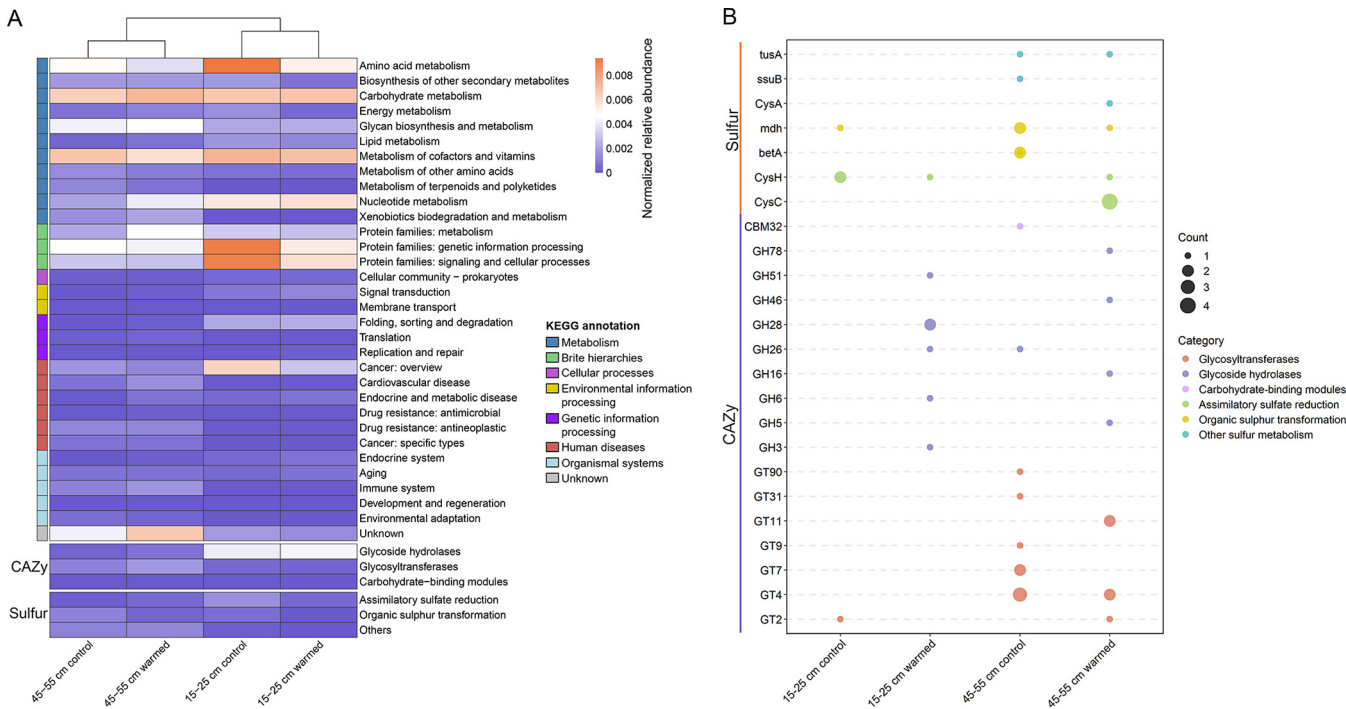 A
Amino acid metabolism
Biosynthesis of other secondary metabolites
Carbohydrate metabolism
Energy metabolism
Glycan biosynthesis and metabolism
Lipid metabolism
Metabolism of cofactors and vitamins
Metabolism of other amino acids
Metabolism of terpenoids and polyketides
Nucleotide metabolism
Xenobiotics biodegradation and metabolism
Protein families: metabolism
Protein families: genetic information processing
Protein families: signaling and cellular processes
Cellular community − prokaryotes
Signal transduction
Membrane transport
Folding, sorting and degradation
Translation
Replication and repair
Cancer: overview
Cardiovascular disease
Endocrine and metabolic disease
Drug resistance: antimicrobial
Drug resistance: antineoplastic
Cancer: specific types
Endocrine system
Aging
Immune system
Development and regeneration
Environmental adaptation
Unknown
CAZy
Glycoside hydrolases
Glycosyltransferases
Carbohydrate−binding modules
Sulfur
Assimilatory sulfate reduction
Organic sulphur transformation
Others
45−55 cm control
45−55 cm warmed
15−25 cm control
15−25 cm warmed
0.008
0.006
0.004
0.002
0
Normalized relative abundance
KEGG annotation
Metabolism
Brite hierarchies
Cellular processes
Environmental information
processing
Genetic information
processing
Human diseases
Organismal systems
Unknown
B
Sulfur
CAZy
tusA
ssuB
CysA
mdh
betA
CysH
CysC
CBM32
GH78
GH51
GH46
GH28
GH26
GH16
GH6
GH5
GH3
GT90
GT31
GT11
GT9
GT7
GT4
GT2
15-25 cm control
15-25 cm warmed
45-55 cm control
45-55 cm warmed
Count
1
2
3
4
Category
Glycosyltransferases
Glycoside hydrolases
Carbohydrate-binding modules
Assimilatory sulfate reduction
Organic sulphur transformation
Other sulfur metabolism